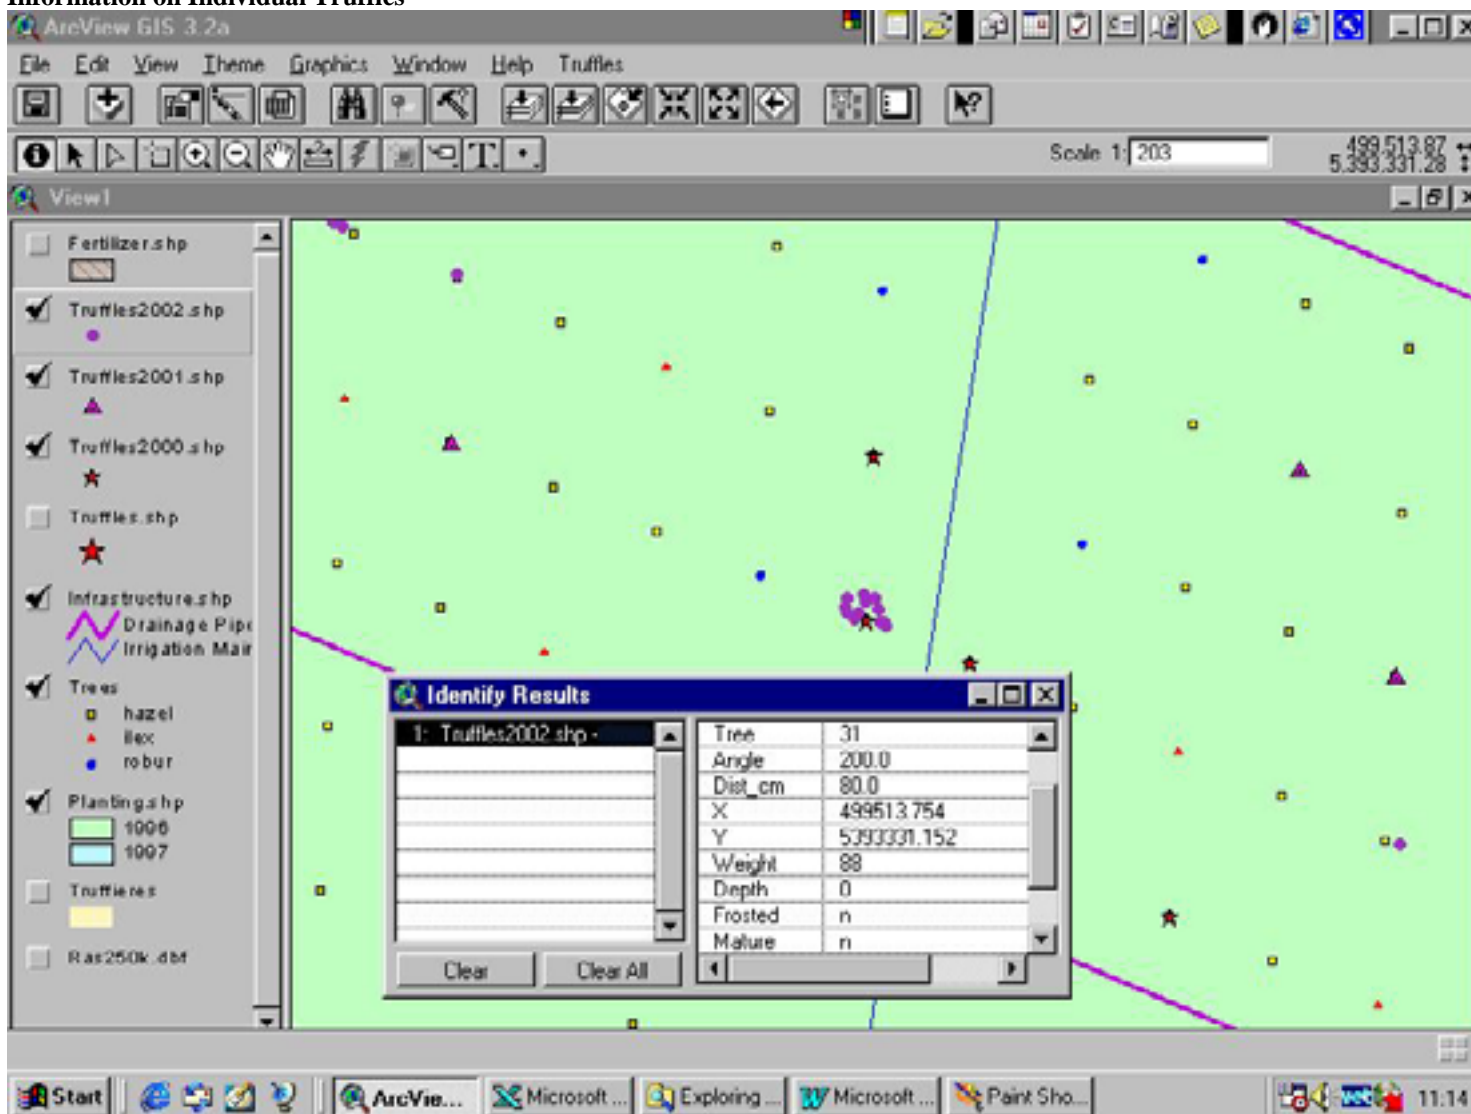 Information on Individual Truffles
ArcView GIS 3.2a
File Edit View Theme Graphics Window Help Truffles
Scale 1: 203
499,513.87
5,393,331.28
View1
Fertilizer.shp
Truffles2002.shp
Truffles2001.shp
Truffles2000.shp
Truffles.shp
Infrastructure.shp
Drainage Pipe
Irrigation Main
Trees
hazel
ilex
robur
Planting.shp
1996
1997
Truffieres
Ras250k.dbf
Identify Results
1: Truffles2002.shp -
Tree 31
Angle 200.0
Dist_cm 80.0
X 499513.754
Y 5393331.152
Weight 88
Depth 0
Frosted n
Mature n
Clear Clear All
Start ArcVie... Microsoft ... Exploring ... Microsoft ... Paint Sho... 11:14